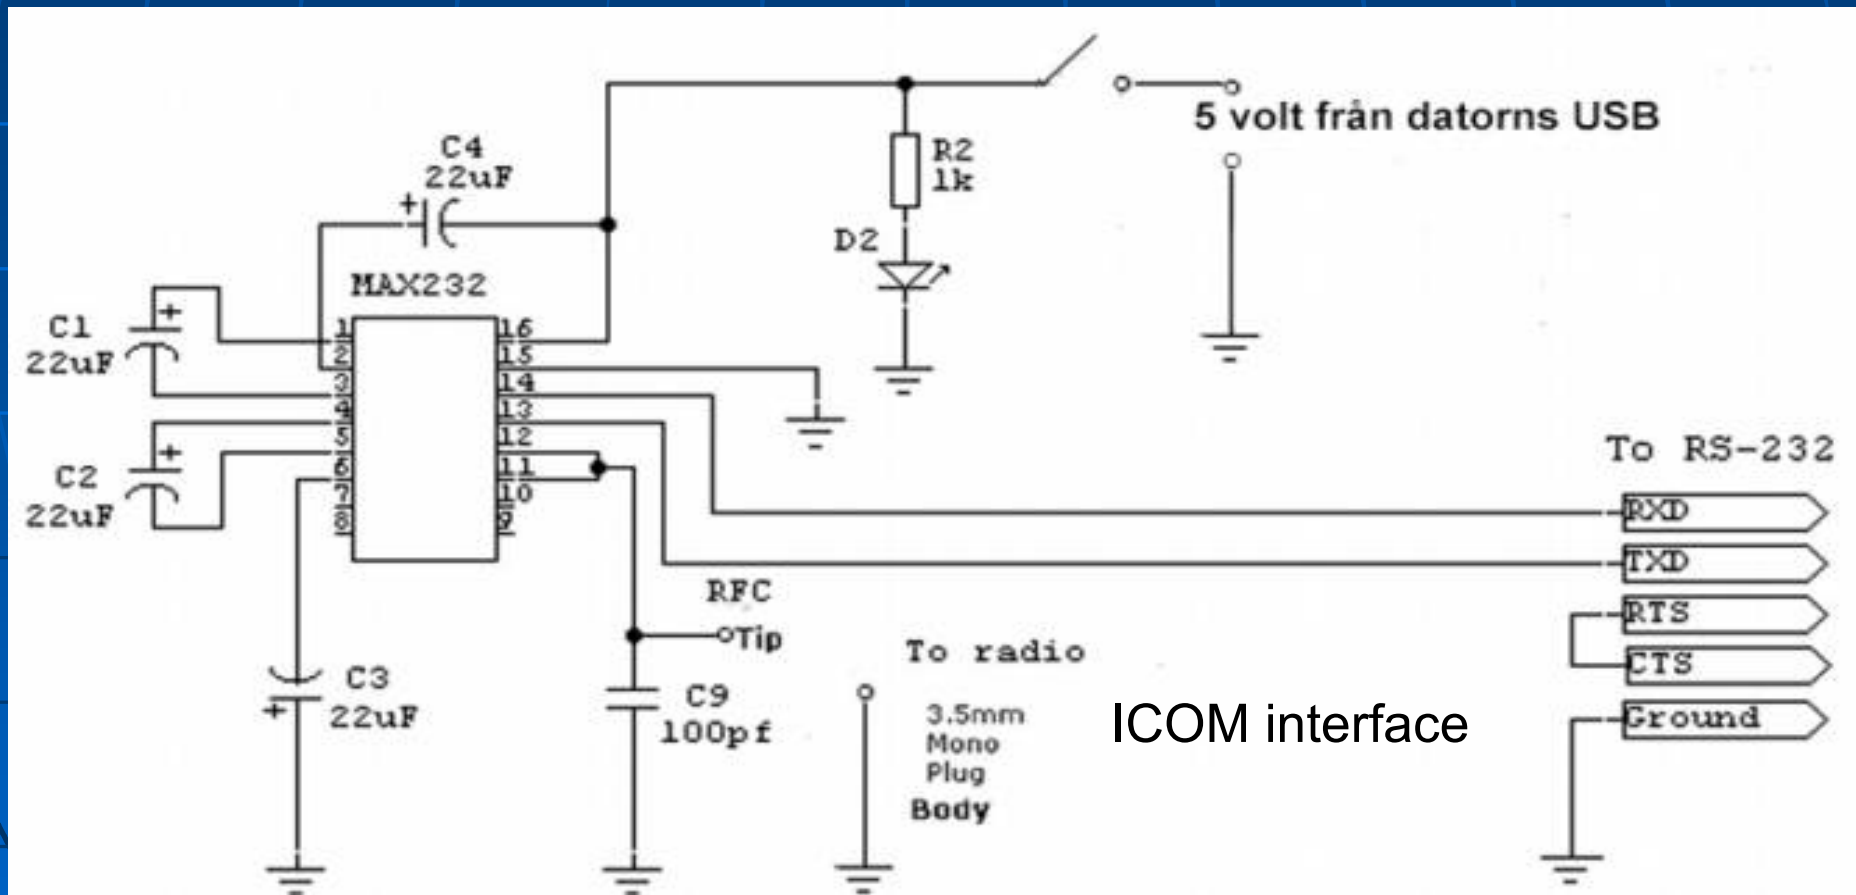 5 volt från datorns USB
C4
22uF
R2
1k
D2
MAX232
C1
22uF
1
2
3
4
5
6
7
8
16
15
14
13
12
11
10
9
C2
22uF
To RS-232
RXD
TXD
RTS
CTS
Ground
RFC
Tip
To radio
3.5mm
Mono
Plug
Body
C3
22uF
C9
100pf
ICOM interface